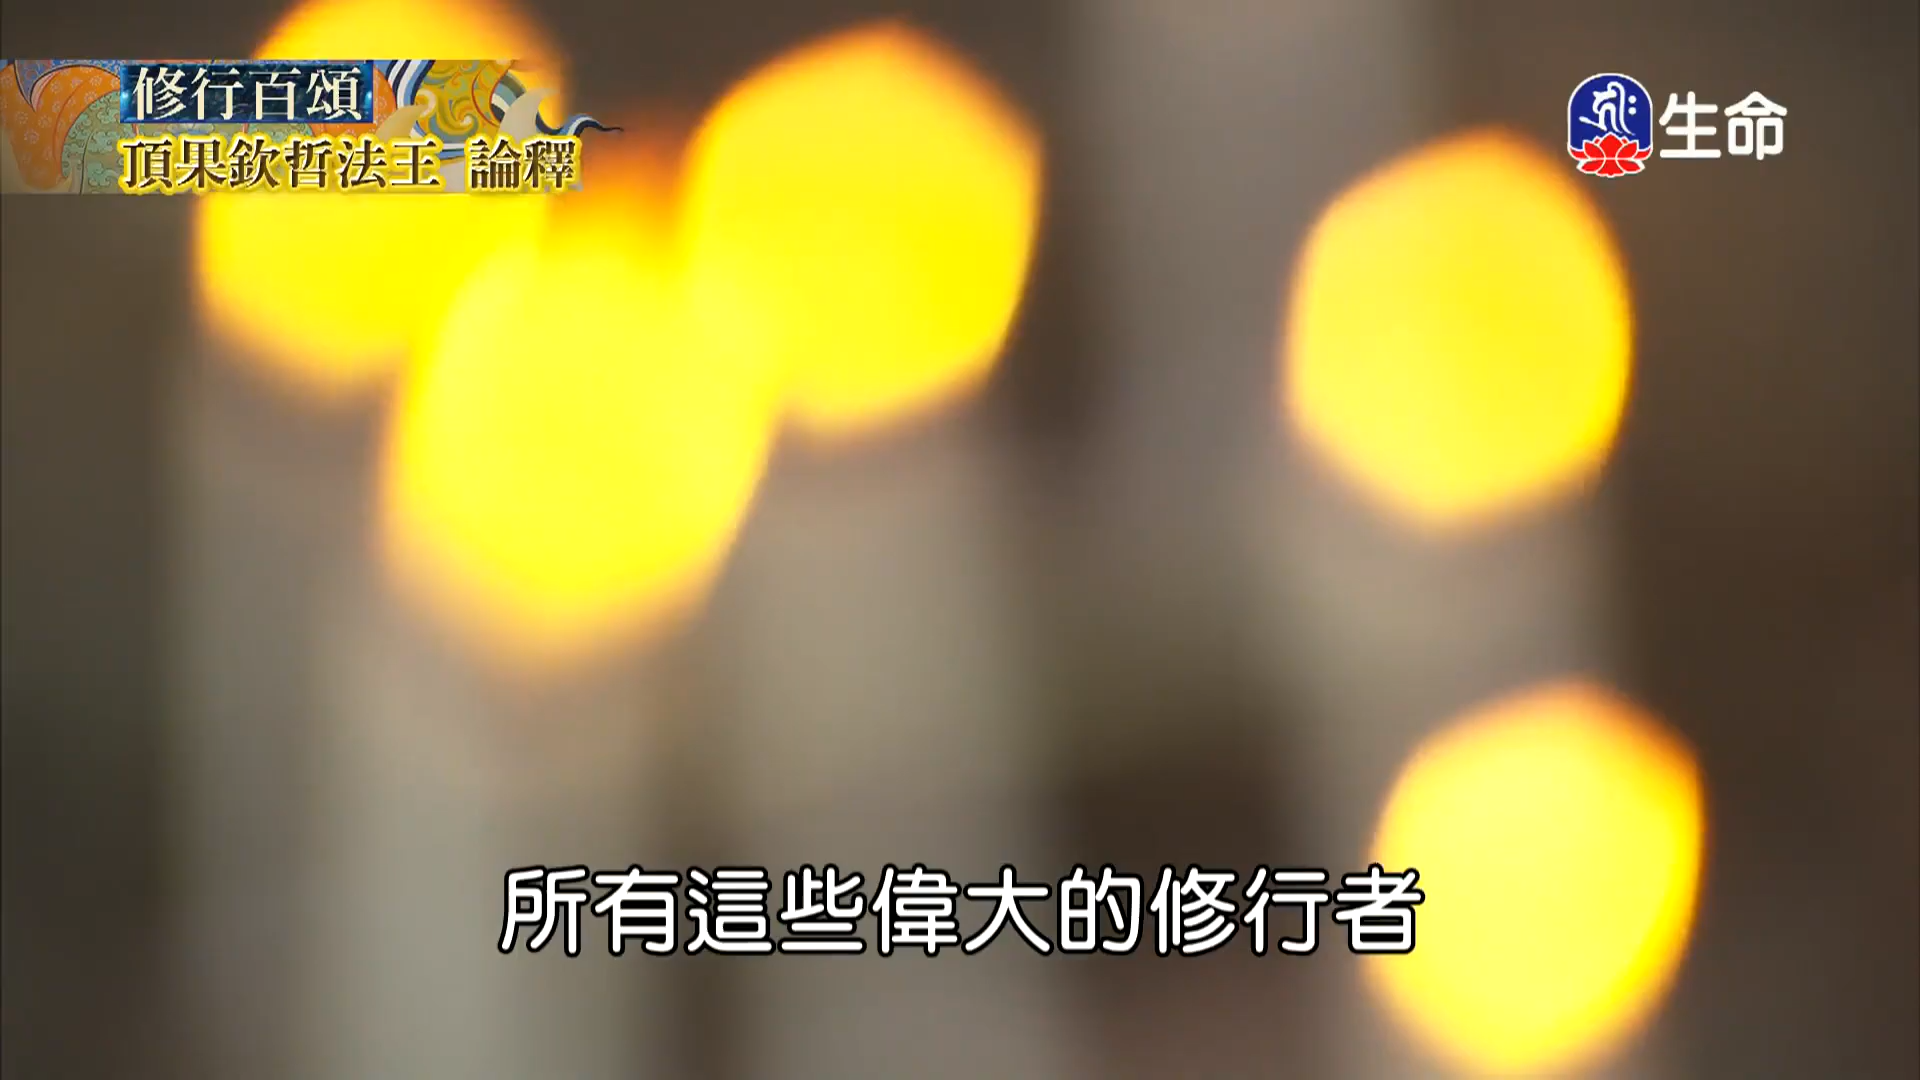 修行百頌
頂果欽哲法王 論釋
生命
所有這些偉大的修行者